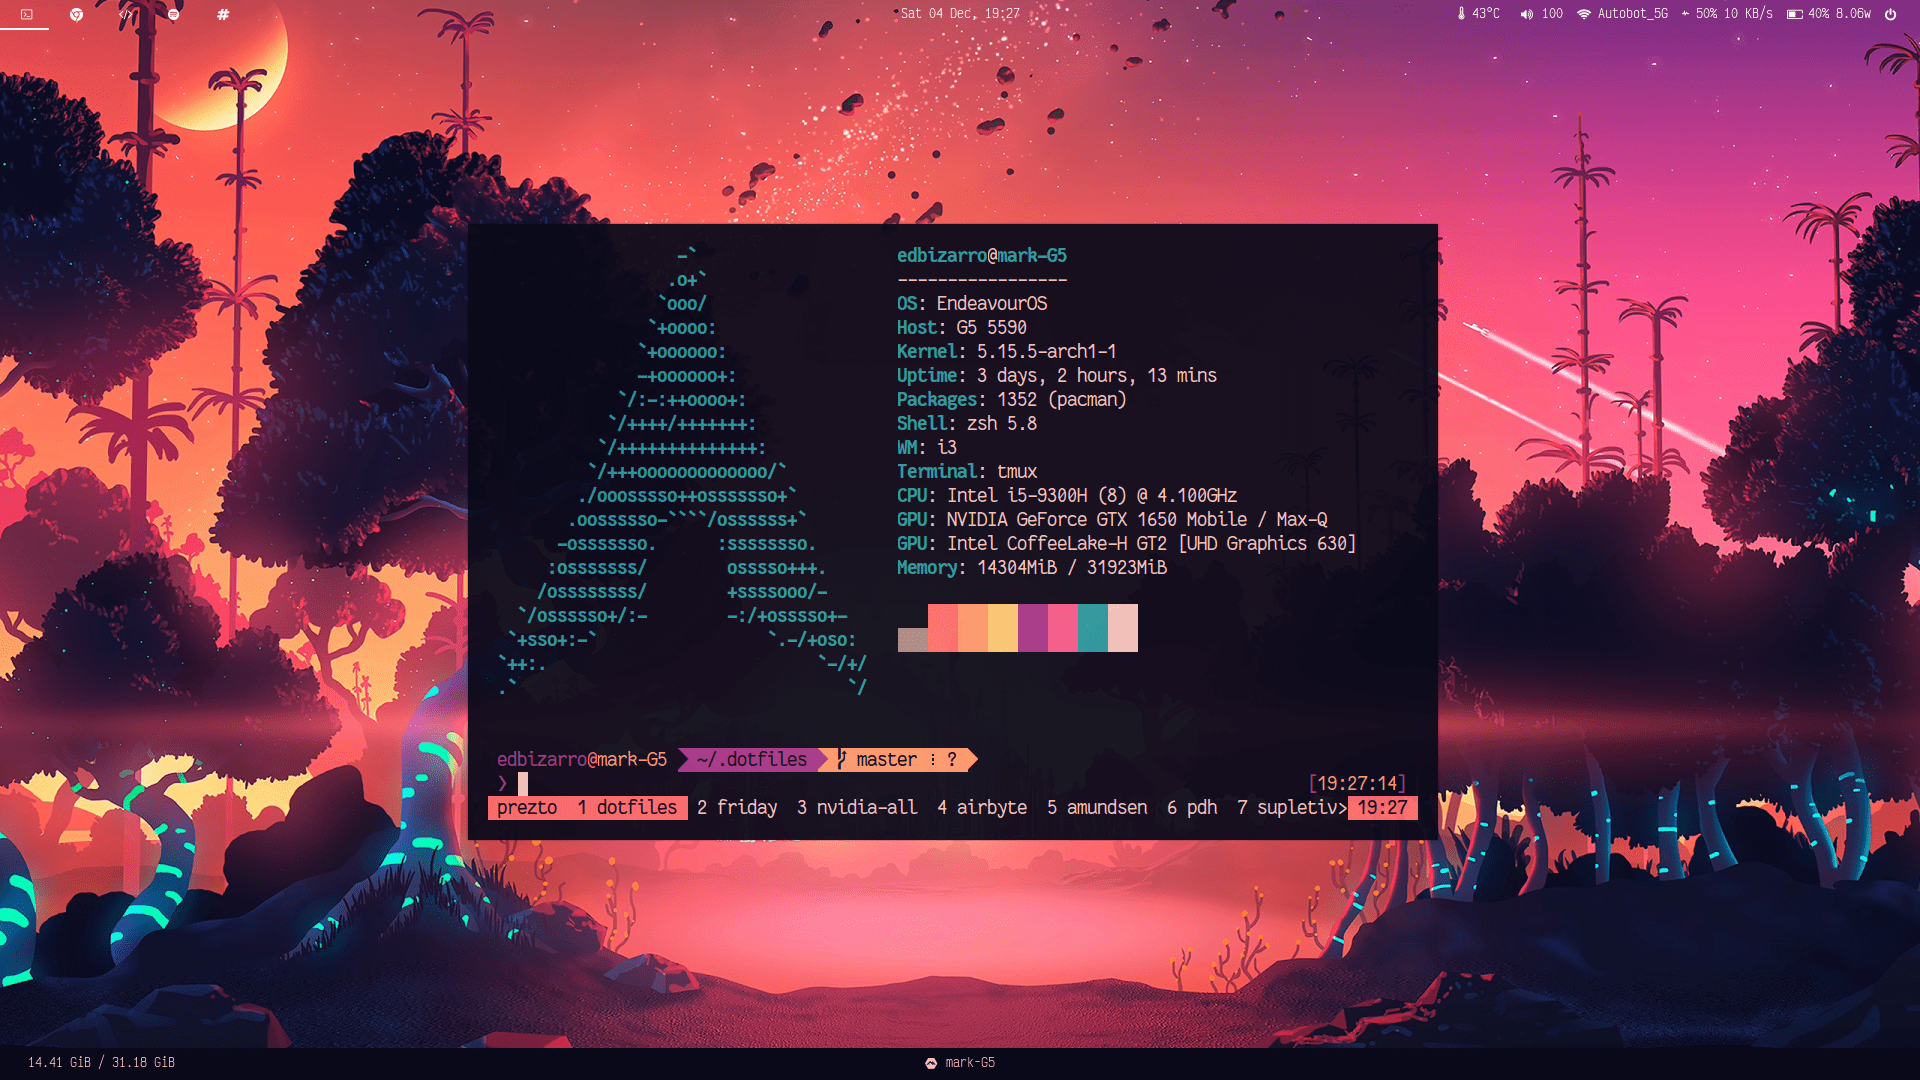 Sat 04 Dec, 19:27
43°C 100 Autobot_5G 50% 10 KB/s 40% 8.06w
-`
.o+`
`ooo/
`+oooo:
`+oooooo:
-+oooooo+:
`/:-:++oooo+:
`/++++/+++++++:
`/++++++++++++++:
`/+++ooooooooooooo/`
./ooosssso++osssssso+`
.oossssso-````/ossssss+`
-osssssso. :ssssssso.
:osssssss/ osssso+++.
/ossssssss/ +ssssooo/-
`/ossssso+/:- -:/+osssso+-
`+sso+:-` `.-/+oso:
`++:. `-/+/
.` `/
edbizarro@mark-G5
-----------------
OS: EndeavourOS
Host: G5 5590
Kernel: 5.15.5-arch1-1
Uptime: 3 days, 2 hours, 13 mins
Packages: 1352 (pacman)
Shell: zsh 5.8
WM: i3
Terminal: tmux
CPU: Intel i5-9300H (8) @ 4.100GHz
GPU: NVIDIA GeForce GTX 1650 Mobile / Max-Q
GPU: Intel CoffeeLake-H GT2 [UHD Graphics 630]
Memory: 14304MiB / 31923MiB
edbizarro@mark-G5 ~/.dotfiles master ⋮ ?
❯ [19:27:14]
prezto 1 dotfiles 2 friday 3 nvidia-all 4 airbyte 5 amundsen 6 pdh 7 supletiv> 19:27
14.41 GiB / 31.18 GiB mark-G5